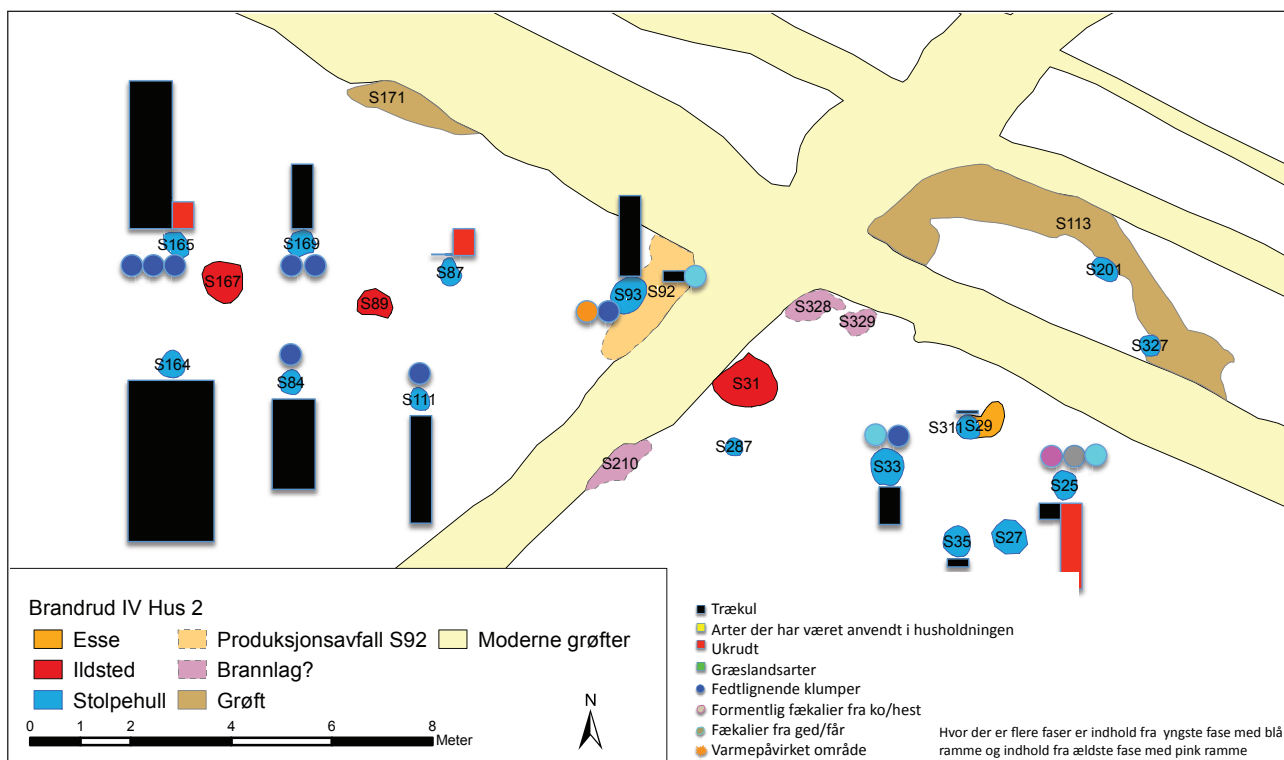 S171
S113
S165
S169
S201
S87
S167
S93
S92
S89
S328
S329
S327
S164
S84
S31
S111
S311
S29
S287
S33
S210
S25
S35
S27
Brandrud IV Hus 2
Esse
Produksjonsavfall S92
Moderne grøfter
Ildsted
Brannlag?
Stolpehull
Grøft
0 2 4 6 8
Meter
N
Trækul
Arter der har været anvendt i husholdningen
Ukrudt
Græslandsarter
Fedtlignende klumper
Formentlig fækalier fra ko/hest
Fækalier fra ged/får
Varmepåvirket område
Hvor der er flere faser er indhold fra yngste fase med blå
ramme og indhold fra ældste fase med pink ramme